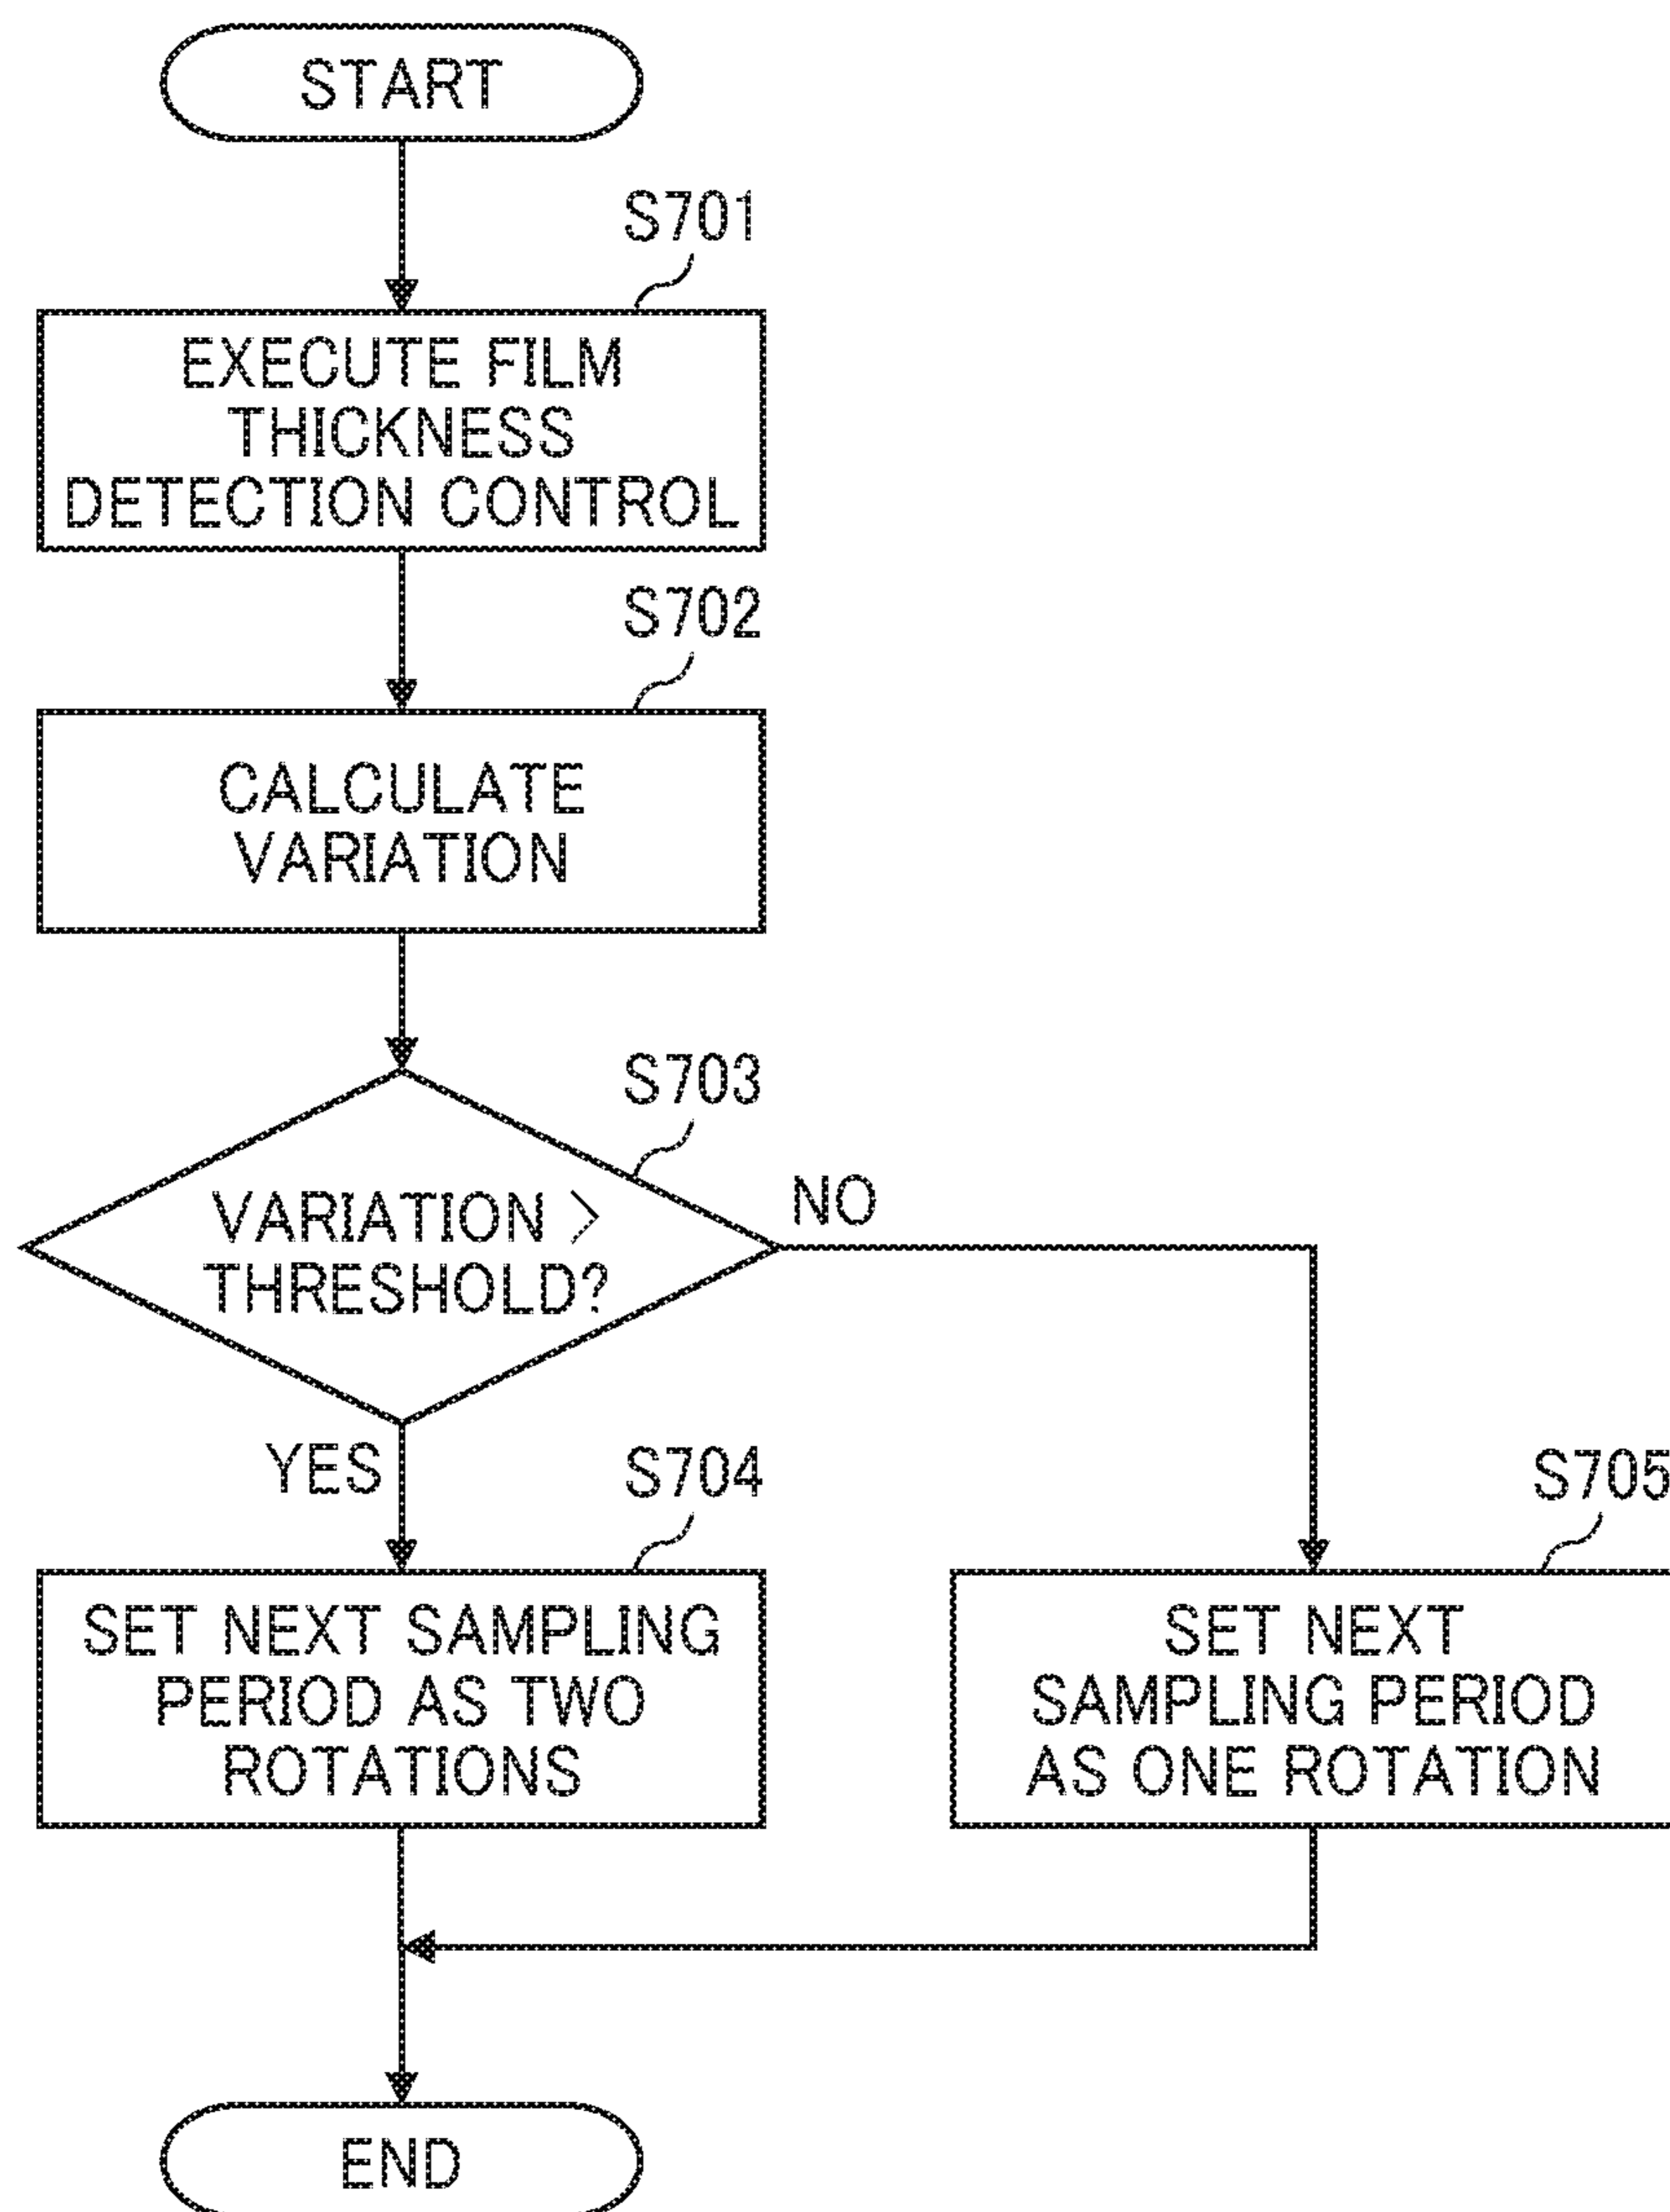 START
S701
EXECUTE FILM
THICKNESS
DETECTION CONTROL
S702
CALCULATE
VARIATION
S703
VARIATION >
THRESHOLD?
NO
YES
S704
SET NEXT SAMPLING
PERIOD AS TWO
ROTATIONS
S705
SET NEXT
SAMPLING PERIOD
AS ONE ROTATION
END